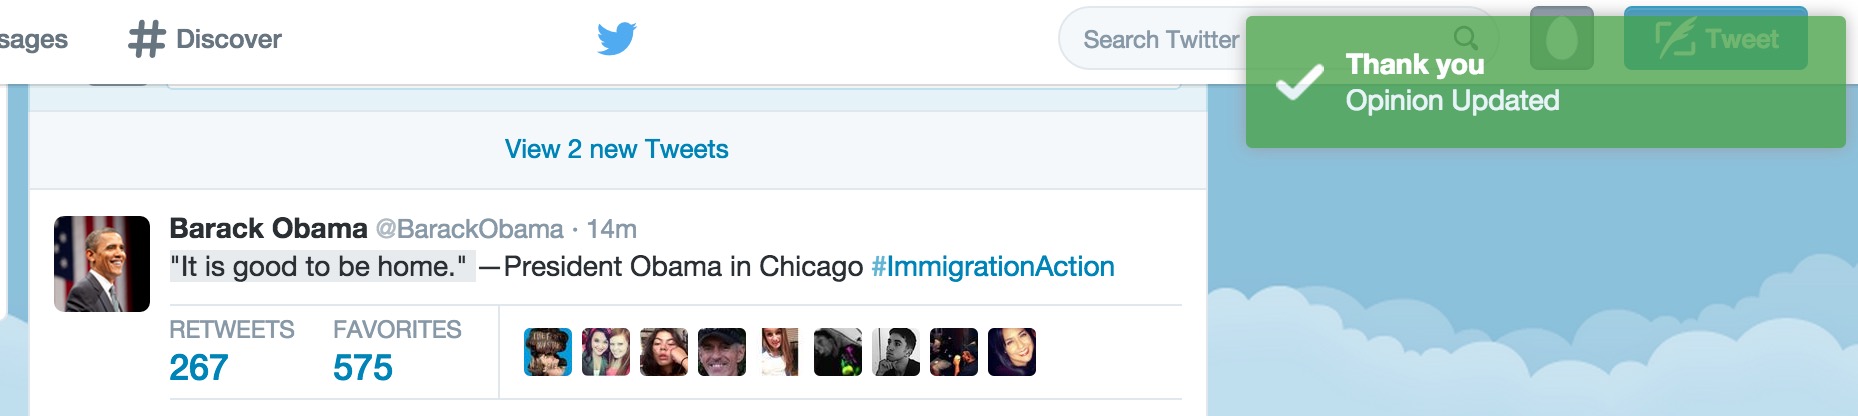 sages
Discover
Search Twitter
Tweet
Thank you
Opinion Updated
View 2 new Tweets
Barack Obama @BarackObama · 14m
"It is good to be home." —President Obama in Chicago #ImmigrationAction
RETWEETS FAVORITES
267 575